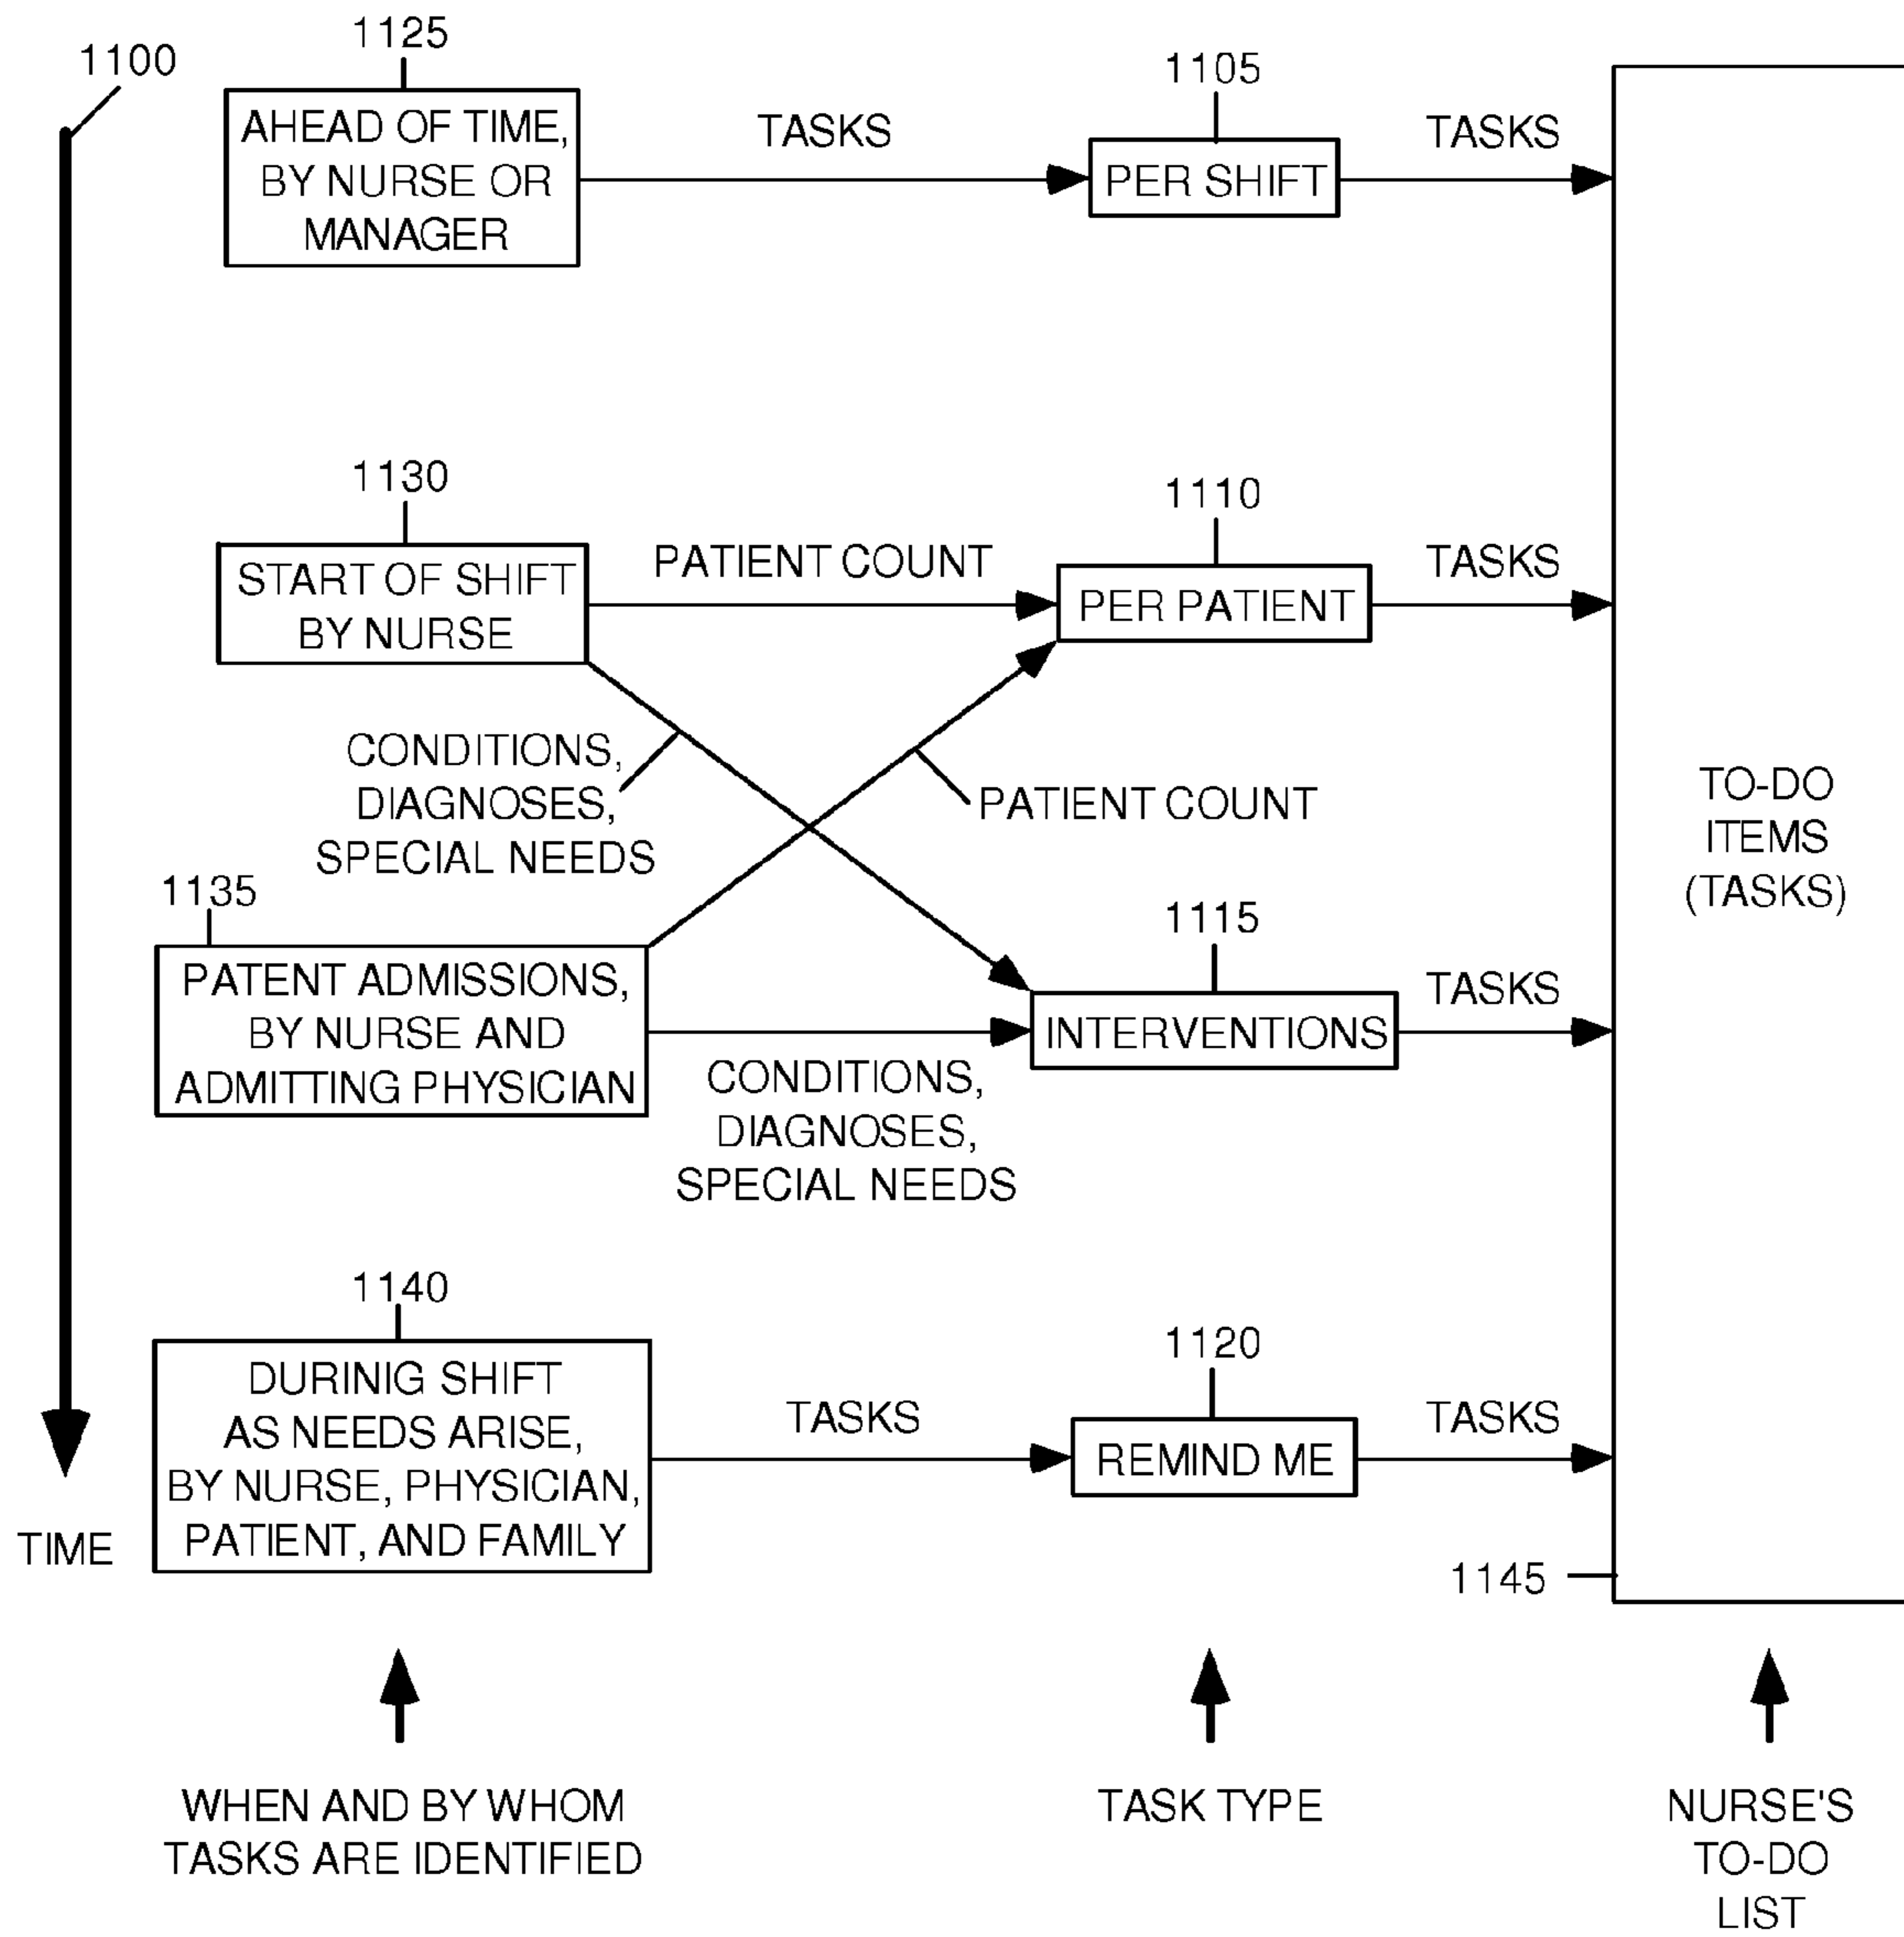 1100
1125
AHEAD OF TIME,
BY NURSE OR
MANAGER
TASKS
1105
PER SHIFT
TASKS
1130
START OF SHIFT
BY NURSE
PATIENT COUNT
1110
PER PATIENT
TASKS
CONDITIONS,
DIAGNOSES,
SPECIAL NEEDS
PATIENT COUNT
TO-DO
ITEMS
(TASKS)
1135
PATENT ADMISSIONS,
BY NURSE AND
ADMITTING PHYSICIAN
1115
INTERVENTIONS
TASKS
CONDITIONS,
DIAGNOSES,
SPECIAL NEEDS
1140
DURINIG SHIFT
AS NEEDS ARISE,
BY NURSE, PHYSICIAN,
PATIENT, AND FAMILY
TASKS
1120
REMIND ME
TASKS
TIME
1145
WHEN AND BY WHOM
TASKS ARE IDENTIFIED
TASK TYPE
NURSE'S
TO-DO
LIST